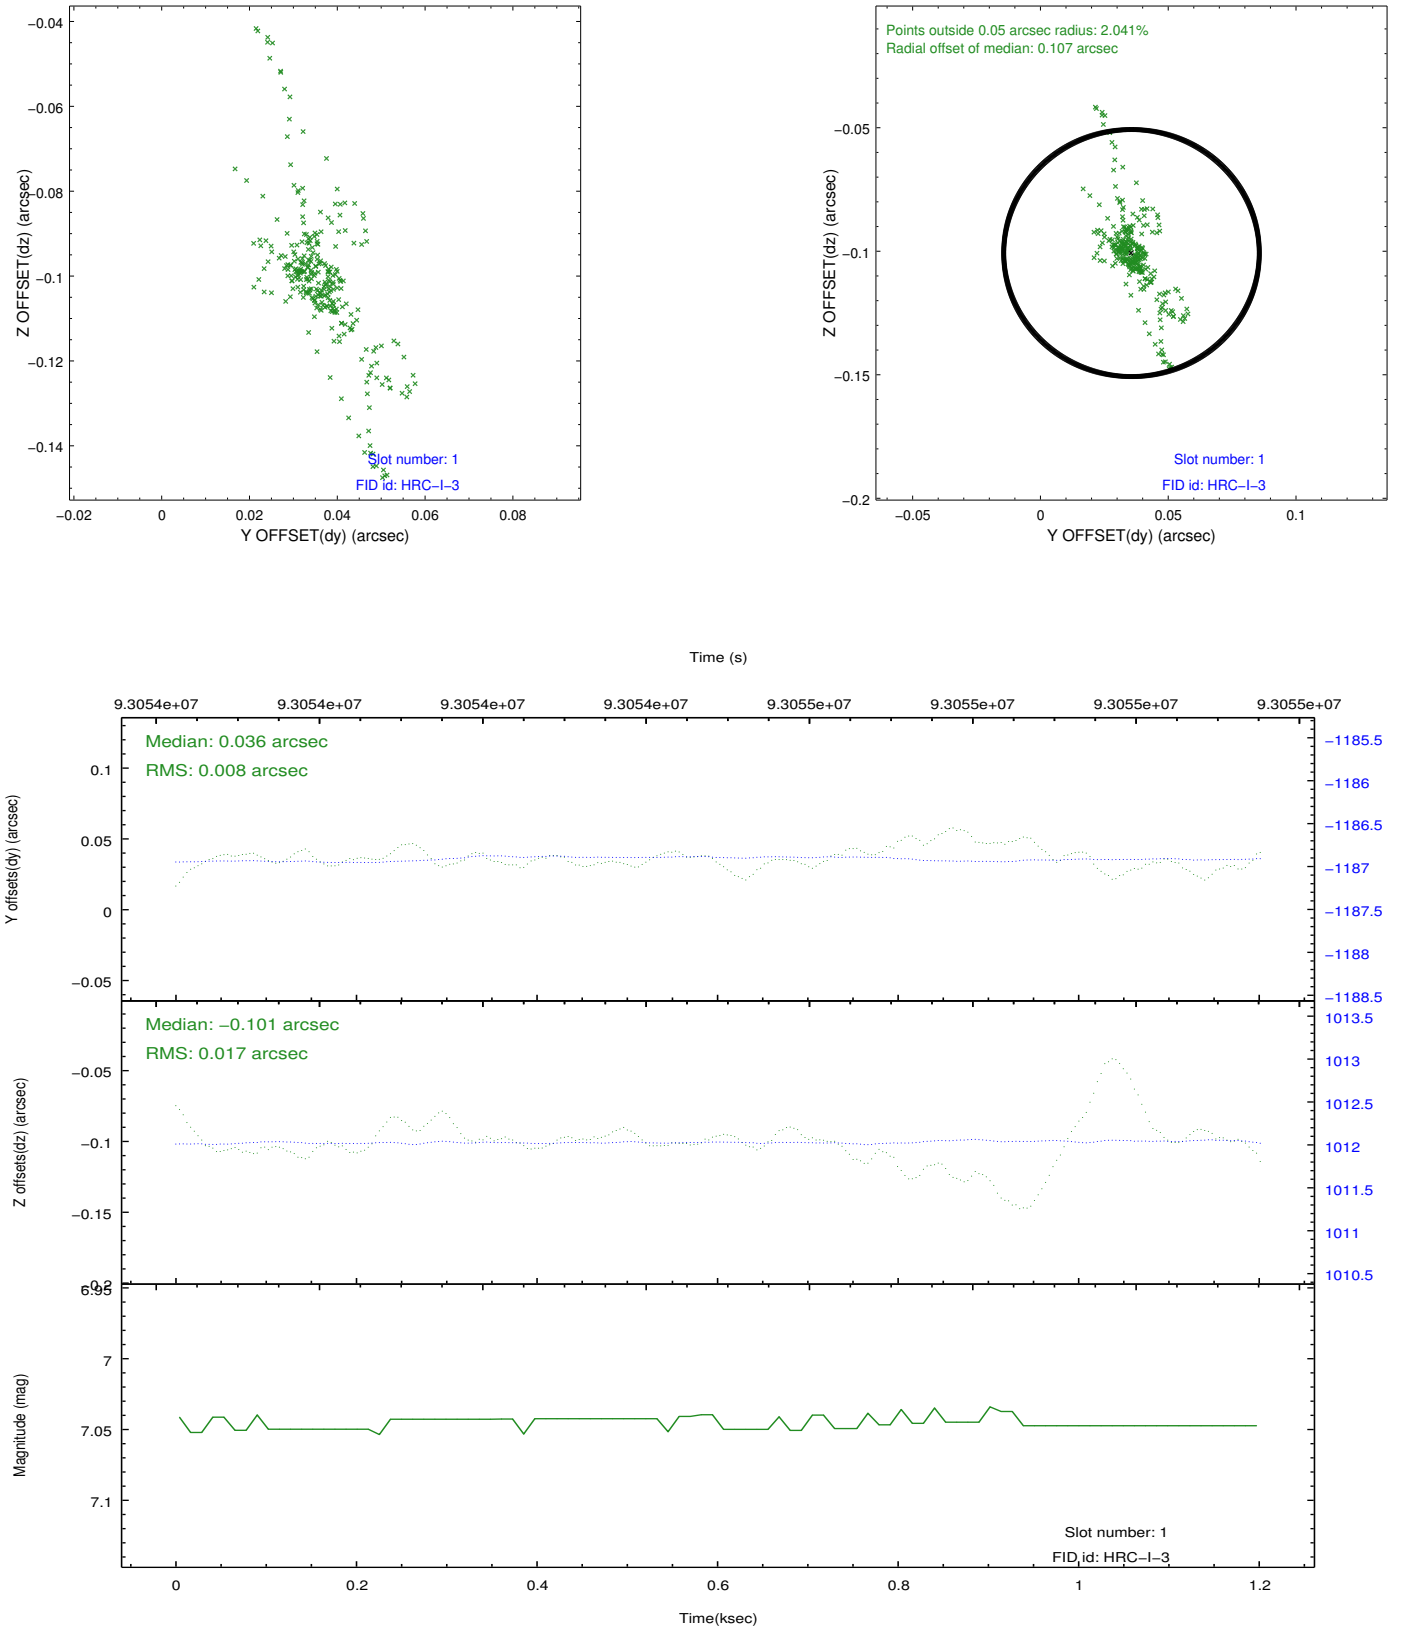 −0.04
−0.06
−0.08
−0.1
−0.12
−0.14
Z OFFSET(dz) (arcsec)
Slot number: 1
FID id: HRC−I−3
−0.02 0 0.02 0.04 0.06 0.08
Y OFFSET(dy) (arcsec)
Points outside 0.05 arcsec radius: 2.041%
Radial offset of median: 0.107 arcsec
−0.05
−0.1
−0.15
−0.2
Z OFFSET(dz) (arcsec)
Slot number: 1
FID id: HRC−I−3
−0.05 0 0.05 0.1
Y OFFSET(dy) (arcsec)
Time (s)
9.3054e+07 9.3054e+07 9.3054e+07 9.3054e+07 9.3055e+07 9.3055e+07 9.3055e+07 9.3055e+07
Median: 0.036 arcsec
RMS: 0.008 arcsec
0.1
0.05
0
−0.05
Y offsets(dy) (arcsec)
−1185.5
−1186
−1186.5
−1187
−1187.5
−1188
−1188.5
Median: −0.101 arcsec
RMS: 0.017 arcsec
−0.05
−0.1
−0.15
−0.2
Z offsets(dz) (arcsec)
1013.5
1013
1012.5
1012
1011.5
1011
1010.5
6.95
7
7.05
7.1
Magnitude (mag)
Slot number: 1
FID id: HRC−I−3
0 0.2 0.4 0.6 0.8 1 1.2
Time(ksec)